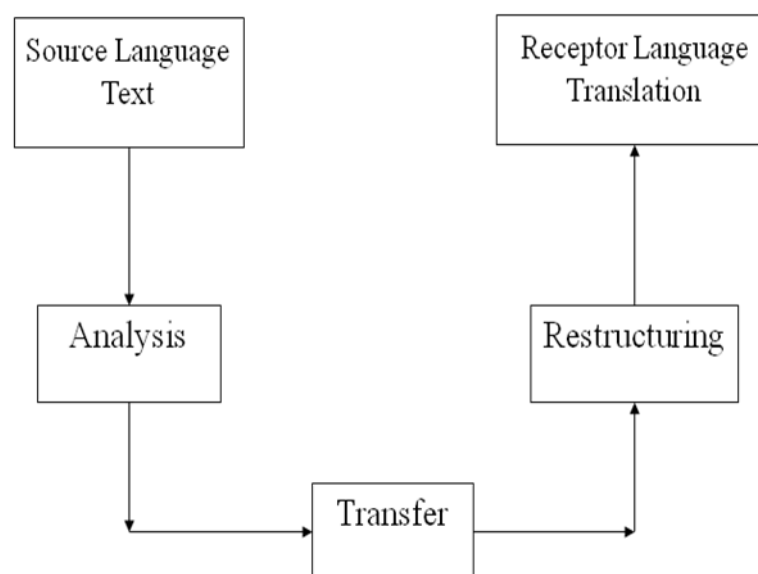 Source Language
Text
Receptor Language
Translation
Analysis
Restructuring
Transfer